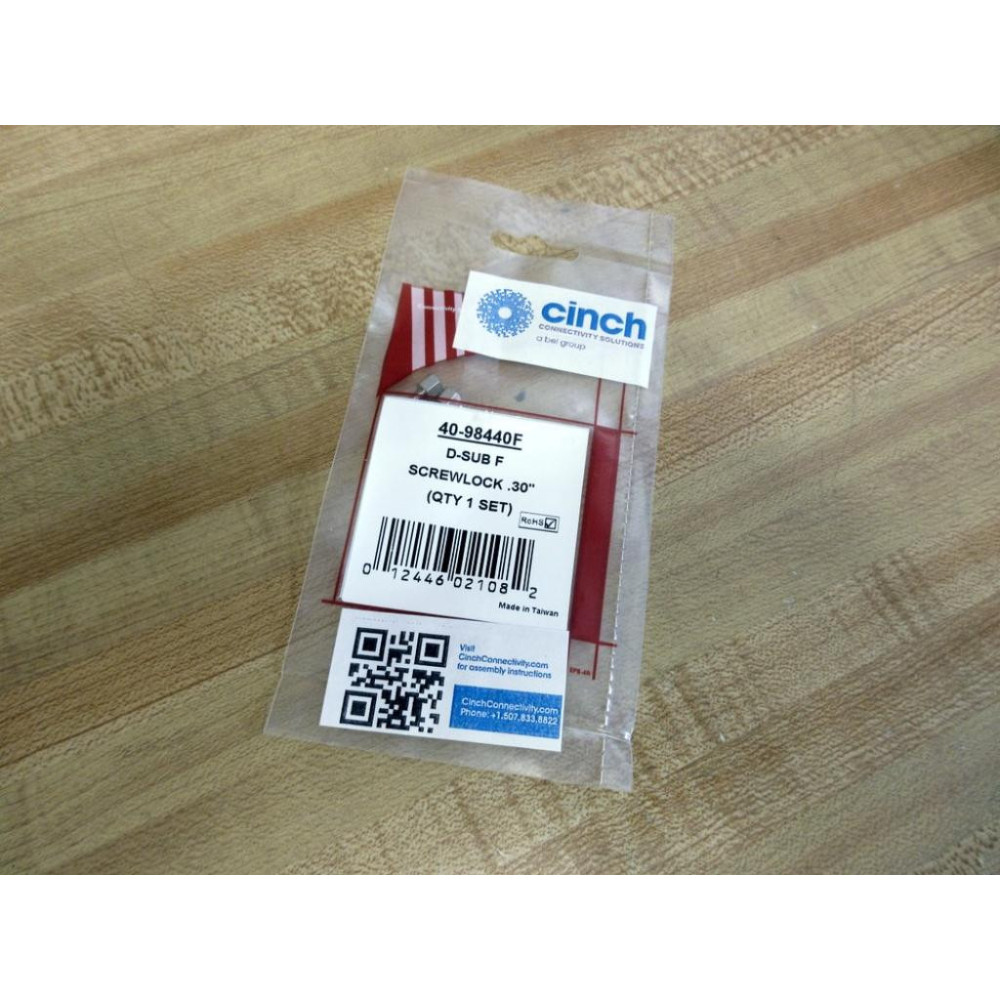 cinch
CONNECTIVITY SOLUTIONS
a bel group
40-98440F
D-SUB F
SCREWLOCK .30"
(QTY 1 SET)
RoHS
0 12446 02108 2
Made in Taiwan
Visit
CinchConnectivity.com
for assembly instructions
CinchConnectivity.com
Phone: +1.507.833.8822